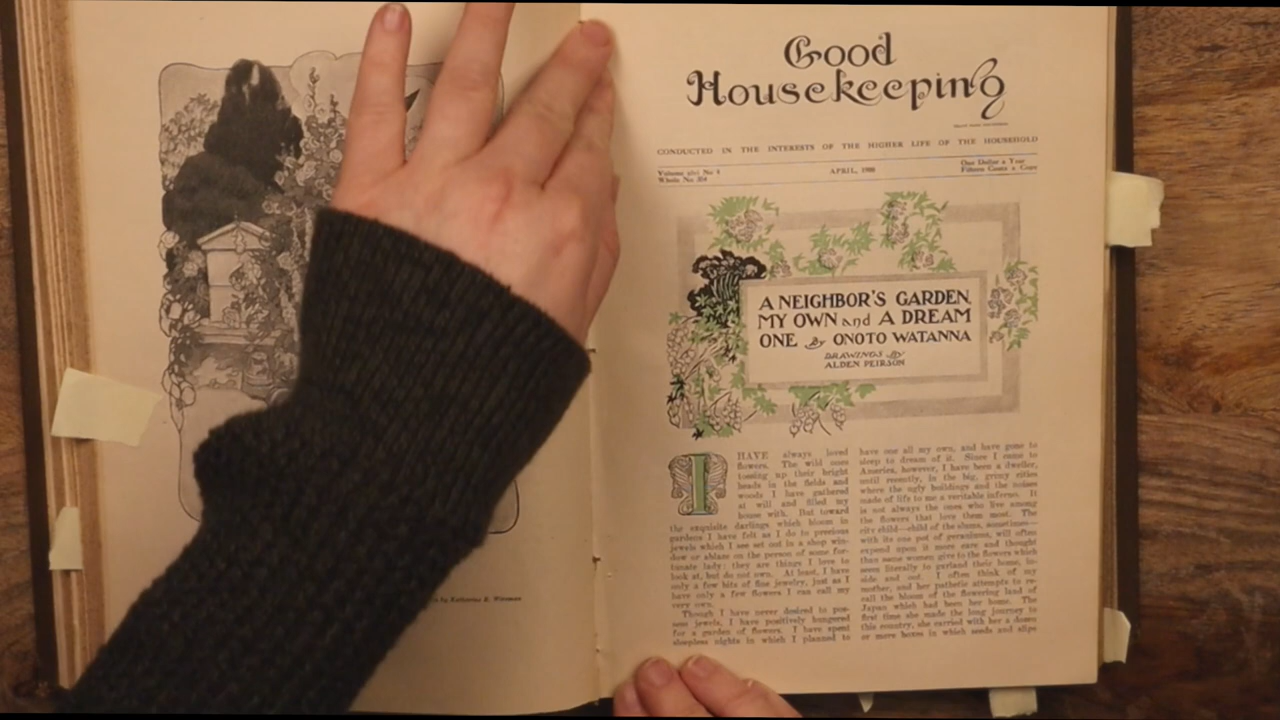 by Katharine R. Wireman
Good
Housekeeping
CONDUCTED IN THE INTERESTS OF THE HIGHER LIFE OF THE HOUSEHOLD
Volume xlvi No 4
Whole No 324
APRIL, 1908
One Dollar a Year
Fifteen Cents a Copy
A NEIGHBOR'S GARDEN,
MY OWN and A DREAM
ONE By ONOTO WATANNA
DRAWINGS By
ALDEN PEIRSON
I HAVE always loved
flowers. The wild ones
tossing up their bright
heads in the fields and
woods I have gathered
at will and filled my
house with. But toward
the exquisite darlings which bloom in
gardens I have felt as I do to precious
jewels which I see set out in a shop win-
dow or ablaze on the person of some for-
tunate lady: they are things I love to
look at, but do not own. At least, I have
only a few bits of fine jewelry, just as I
have only a few flowers I can call my
very own.
Though I have never desired to pos-
sess jewels, I have positively hungered
for a garden of flowers. I have spent
sleepless nights in which I planned to
have one all my own, and have gone to
sleep to dream of it. Since I came to
America, however, I have been a dweller,
until recently, in the big, grimy cities
where the ugly buildings and the noises
made of life to me a veritable inferno. It
is not always the ones who live among
the flowers that love them most. The
city child—child of the slums, sometimes—
with its one pot of geraniums, will often
expend upon it more care and thought
than some women give to the flowers which
seem literally to garland their home, in-
side and out. I often think of my
mother, and her pathetic attempts to re-
call the bloom of the flowering land of
Japan which had been her home. The
first time she made the long journey to
this country, she carried with her a dozen
or more boxes in which seeds and slips